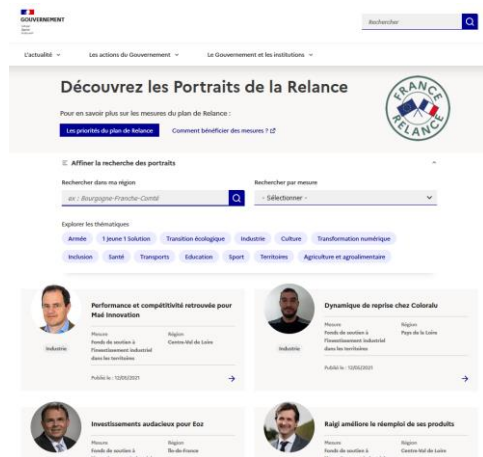 GOUVERNEMENT
Rechercher
L'actualité
Les actions du Gouvernement
Le Gouvernement et les institutions
Découvrez les Portraits de la Relance
FRANCE
RELANCE
Pour en savoir plus sur les mesures du plan de Relance :
Les priorités du plan de Relance
Comment bénéficier des mesures ?
Affiner la recherche des portraits
Rechercher dans ma région
Rechercher par mesure
ex : Bourgogne-Franche-Comté
- Sélectionner -
Explorer les thématiques
Armée 1 jeune 1 Solution Transition écologique Industrie Culture Transformation numérique
Inclusion Santé Transports Education Sport Territoires Agriculture et agroalimentaire
Performance et compétitivité retrouvée pour
Maé Innovation
Mesure Région
Fonds de soutien à Centre-Val de Loire
l'investissement industriel
dans les territoires
Industrie
Publié le : 12/05/2021
Dynamique de reprise chez Coloralu
Mesure Région
Fonds de soutien à Pays de la Loire
l'investissement industriel
dans les territoires
Industrie
Publié le : 12/05/2021
Investissements audacieux pour Eoz
Mesure Région
Fonds de soutien à Île-de-France
Raigi améliore le réemploi de ses produits
Mesure Région
Fonds de soutien à Centre-Val de Loire